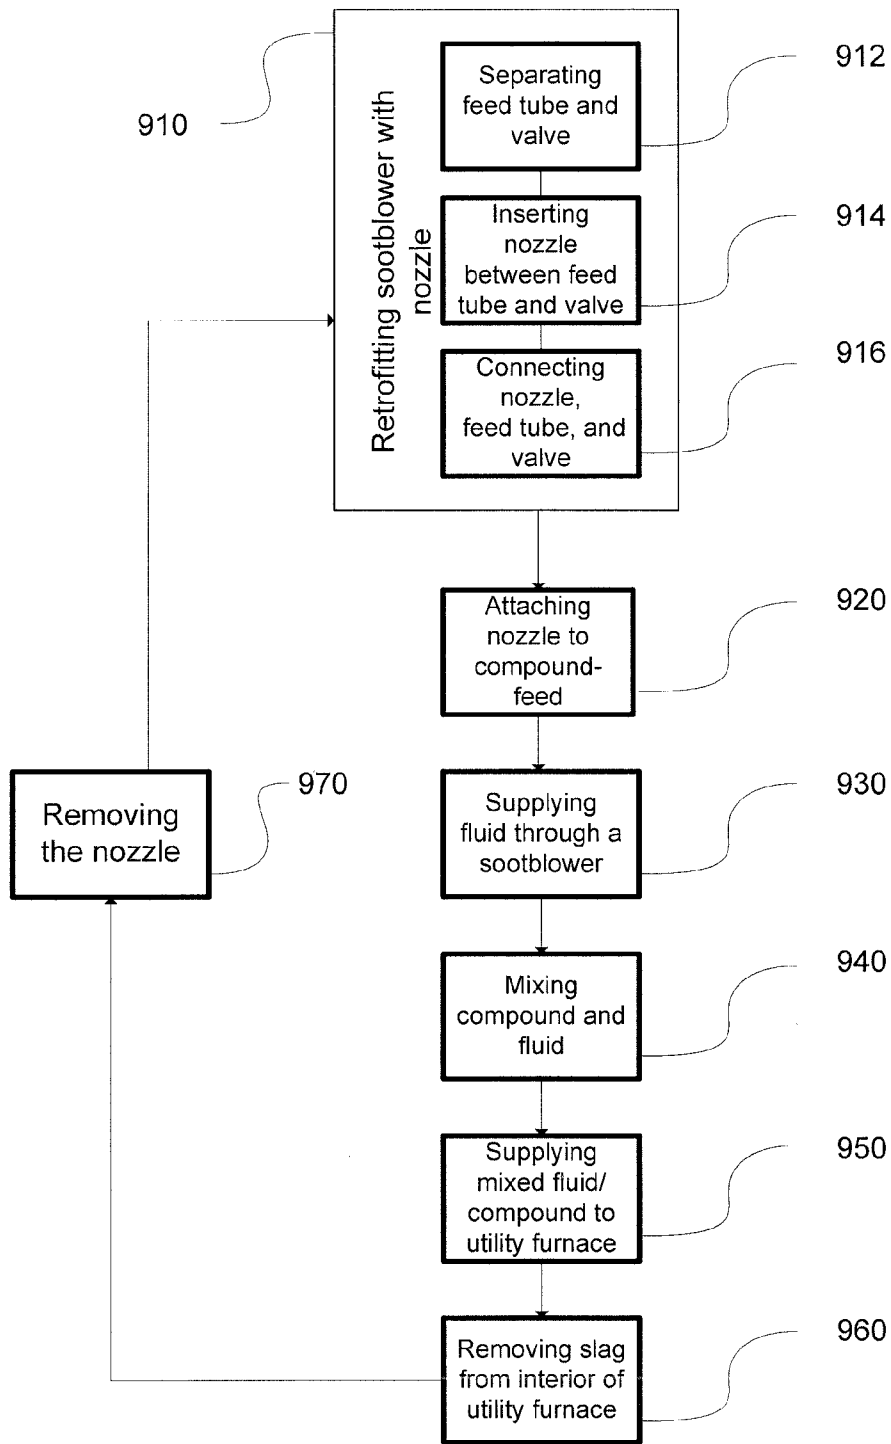 910
Retrofitting sootblower with
nozzle
Separating
feed tube and
valve
912
Inserting
nozzle
between feed
tube and valve
914
Connecting
nozzle,
feed tube, and
valve
916
Attaching
nozzle to
compound-
feed
920
Supplying
fluid through a
sootblower
930
Mixing
compound and
fluid
940
Supplying
mixed fluid/
compound to
utility furnace
950
Removing slag
from interior of
utility furnace
960
Removing
the nozzle
970